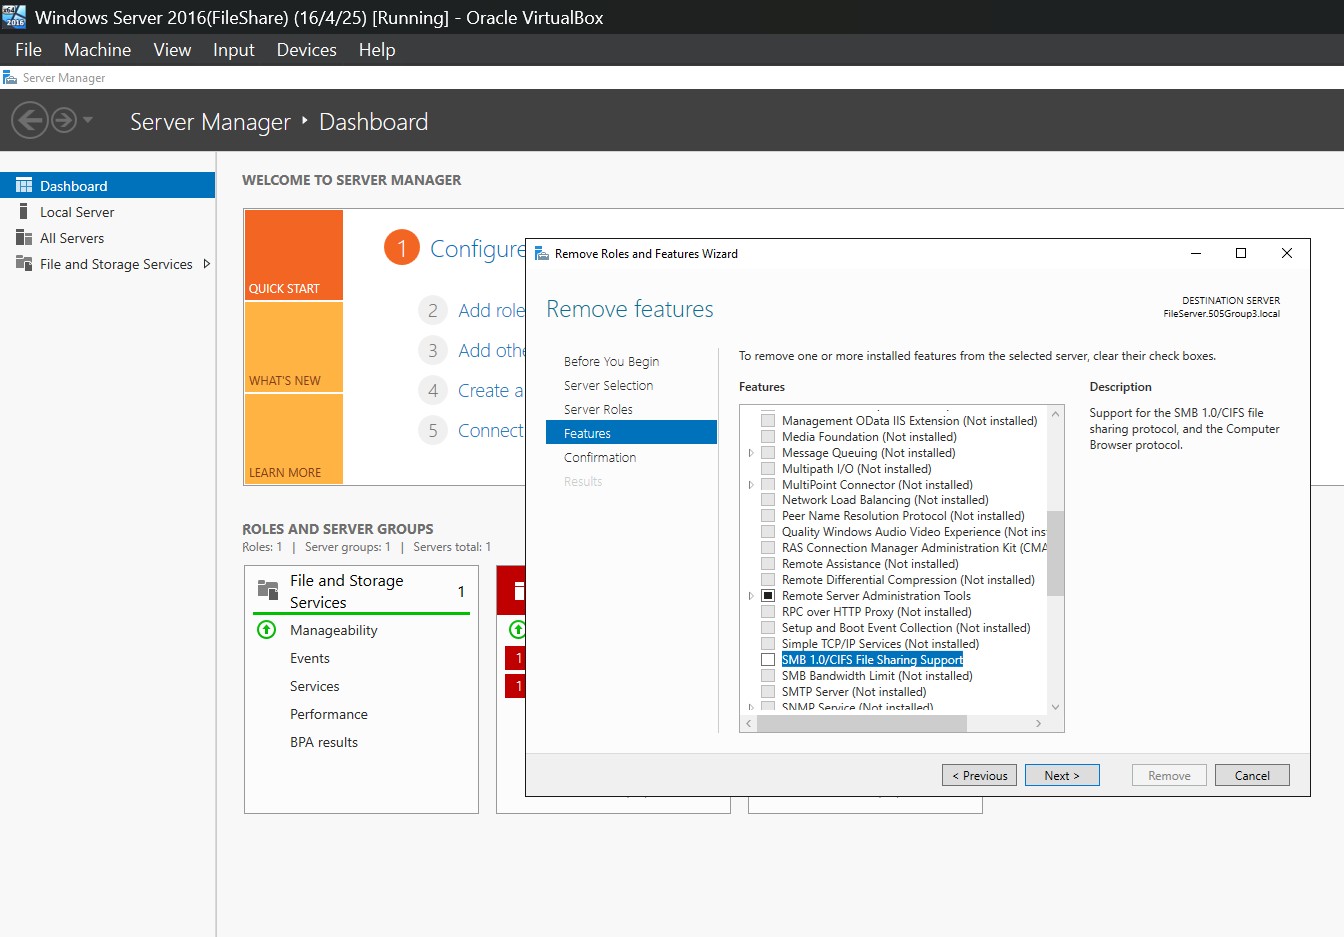 Windows Server 2016(FileShare) (16/4/25) [Running] - Oracle VirtualBox
File Machine View Input Devices Help
Server Manager
Server Manager ‣ Dashboard
Dashboard
Local Server
All Servers
File and Storage Services
WELCOME TO SERVER MANAGER
QUICK START
WHAT'S NEW
LEARN MORE
1 Configure
2 Add role
3 Add othe
4 Create a
5 Connect
ROLES AND SERVER GROUPS
Roles: 1 | Server groups: 1 | Servers total: 1
File and Storage
Services
1
Manageability
Events
Services
Performance
BPA results
1
1
Remove Roles and Features Wizard
Remove features
DESTINATION SERVER
FileServer.505Group3.local
Before You Begin
Server Selection
Server Roles
Features
Confirmation
Results
To remove one or more installed features from the selected server, clear their check boxes.
Features
Management OData IIS Extension (Not installed)
Media Foundation (Not installed)
Message Queuing (Not installed)
Multipath I/O (Not installed)
MultiPoint Connector (Not installed)
Network Load Balancing (Not installed)
Peer Name Resolution Protocol (Not installed)
Quality Windows Audio Video Experience (Not ins
RAS Connection Manager Administration Kit (CMA
Remote Assistance (Not installed)
Remote Differential Compression (Not installed)
Remote Server Administration Tools
RPC over HTTP Proxy (Not installed)
Setup and Boot Event Collection (Not installed)
Simple TCP/IP Services (Not installed)
SMB 1.0/CIFS File Sharing Support
SMB Bandwidth Limit (Not installed)
SMTP Server (Not installed)
SNMP Service (Not installed)
Description
Support for the SMB 1.0/CIFS file
sharing protocol, and the Computer
Browser protocol.
< Previous
Next >
Remove
Cancel